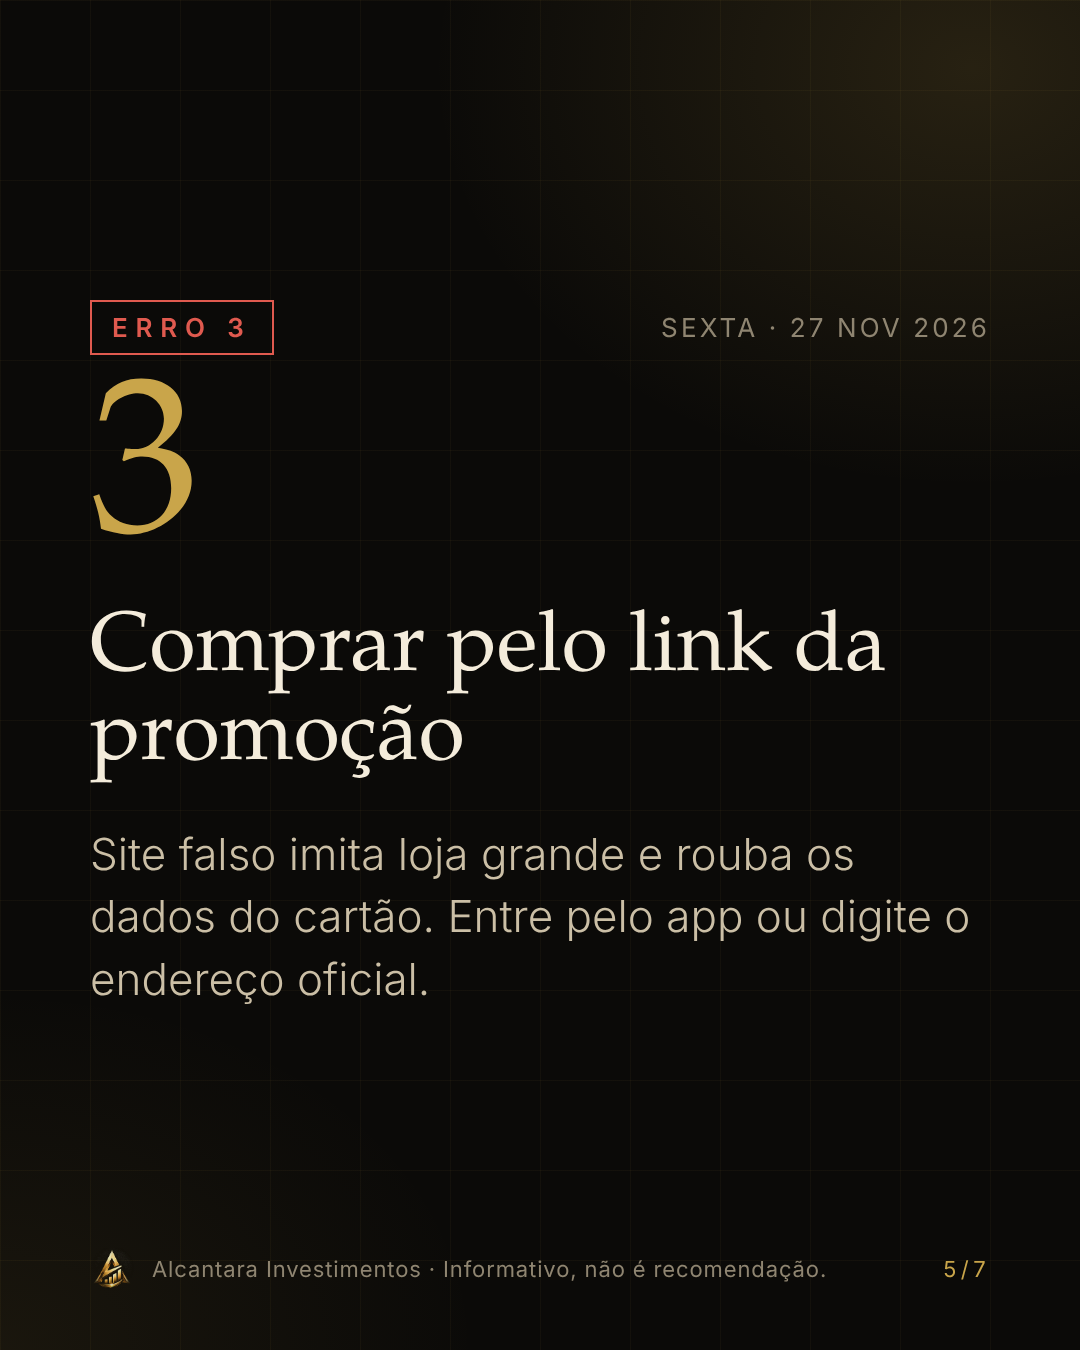 ERRO 3
SEXTA · 27 NOV 2026
3
Comprar pelo link da
promoção
Site falso imita loja grande e rouba os
dados do cartão. Entre pelo app ou digite o
endereço oficial.
Alcantara Investimentos · Informativo, não é recomendação.
5/7